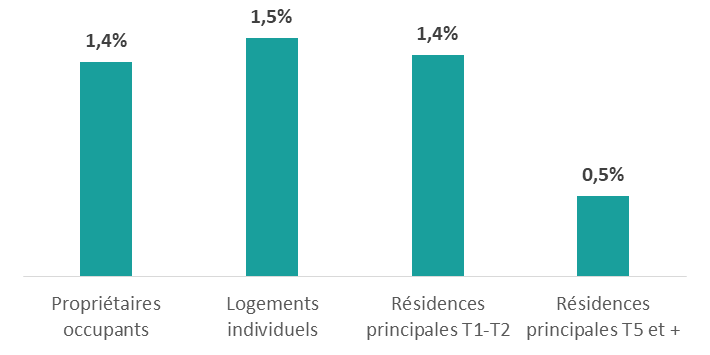 1,4%
1,5%
1,4%
0,5%
Propriétaires
occupants
Logements
individuels
Résidences
principales T1-T2
Résidences
principales T5 et +